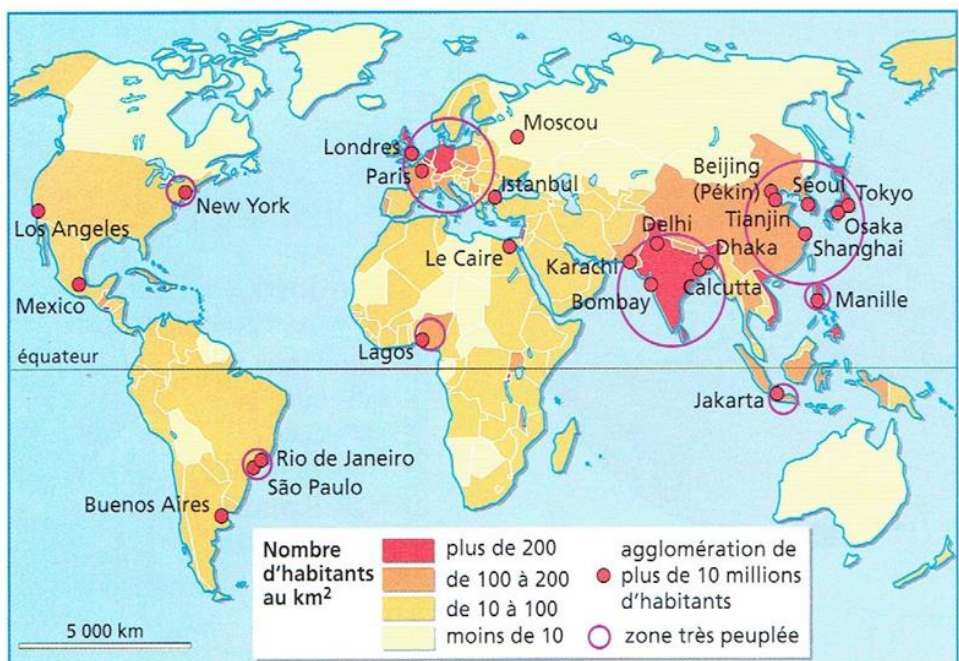 Moscou
Londres
Paris
Istanbul
Beijing
(Pékin)
Séoul
Tokyo
New York
Los Angeles
Tianjin
Osaka
Delhi
Dhaka
Shanghai
Le Caire
Karachi
Calcutta
Mexico
Bombay
Manille
Lagos
équateur
Jakarta
Rio de Janeiro
São Paulo
Buenos Aires
Nombre
d'habitants
au km²
plus de 200
de 100 à 200
de 10 à 100
moins de 10
agglomération de
plus de 10 millions
d'habitants
zone très peuplée
5 000 km